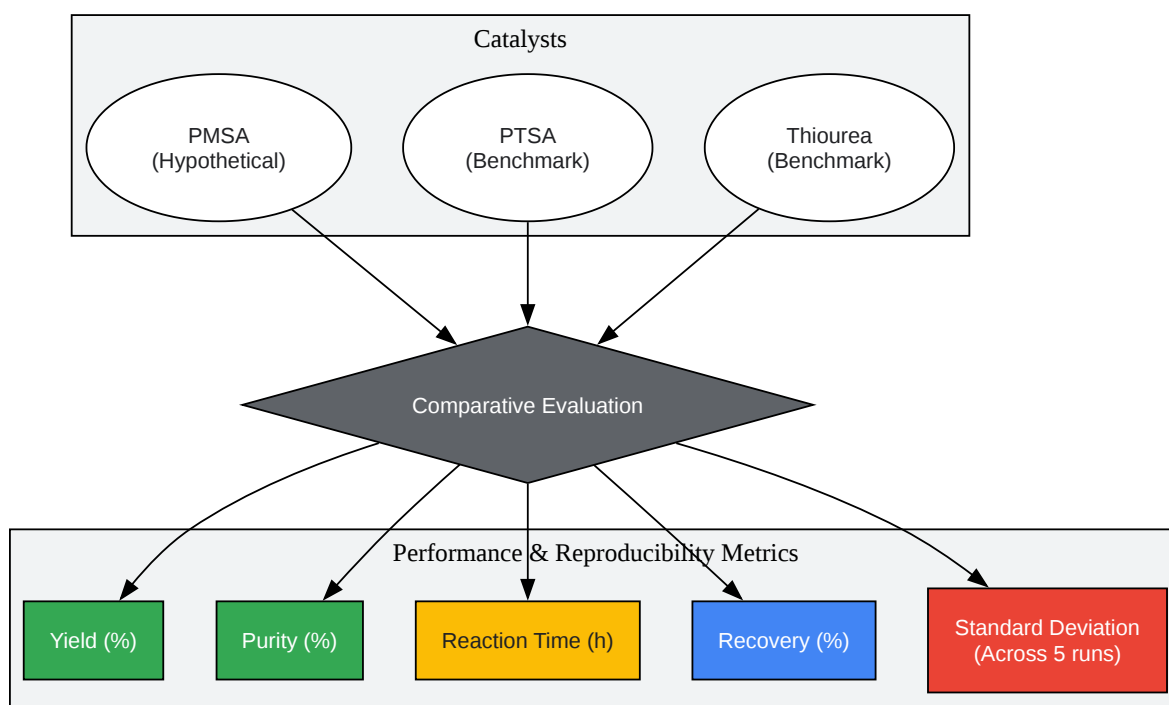 Catalysts
PMSA
(Hypothetical)
PTSA
(Benchmark)
Thiourea
(Benchmark)
Comparative Evaluation
Performance & Reproducibility Metrics
Yield (%)
Purity (%)
Reaction Time (h)
Recovery (%)
Standard Deviation
(Across 5 runs)